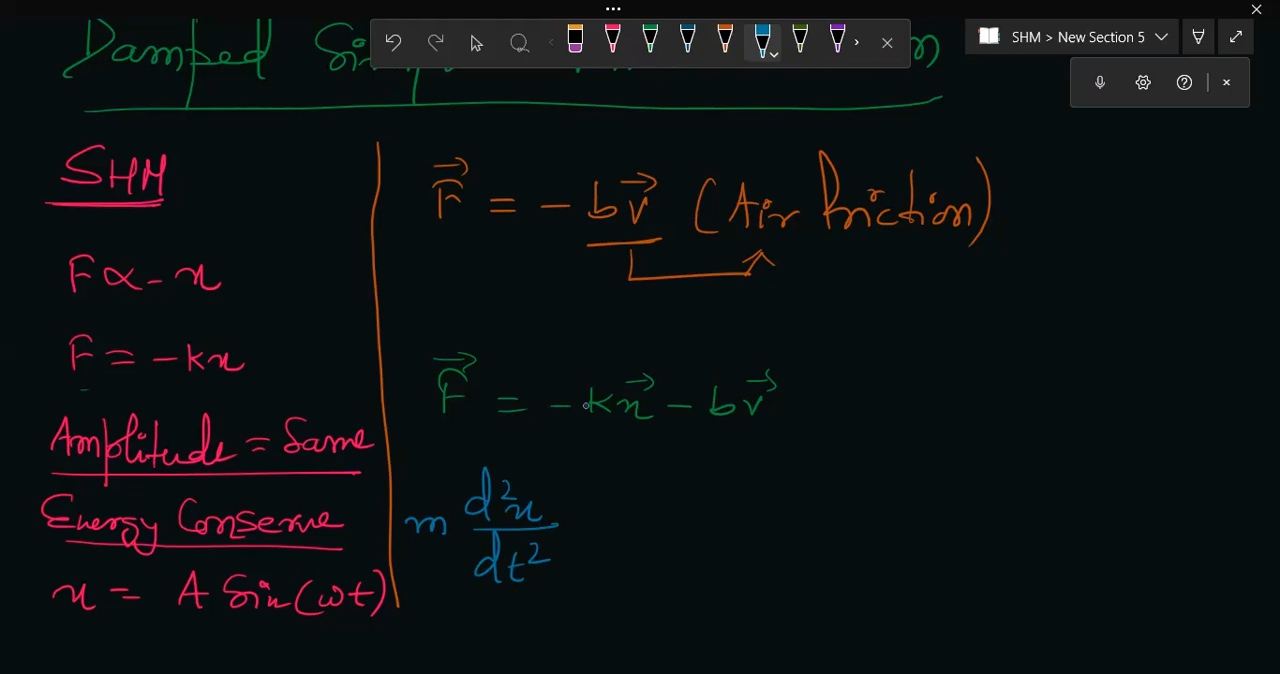 SHM > New Section 5
Damped
SHM
F ∝ - x
F = -kx
Amplitude = Same
Energy Conserve
x = A Sin(ωt)
F⃗ = - bv⃗ (Air friction)
F⃗ = - kx⃗ - bv⃗
m d²x/dt²